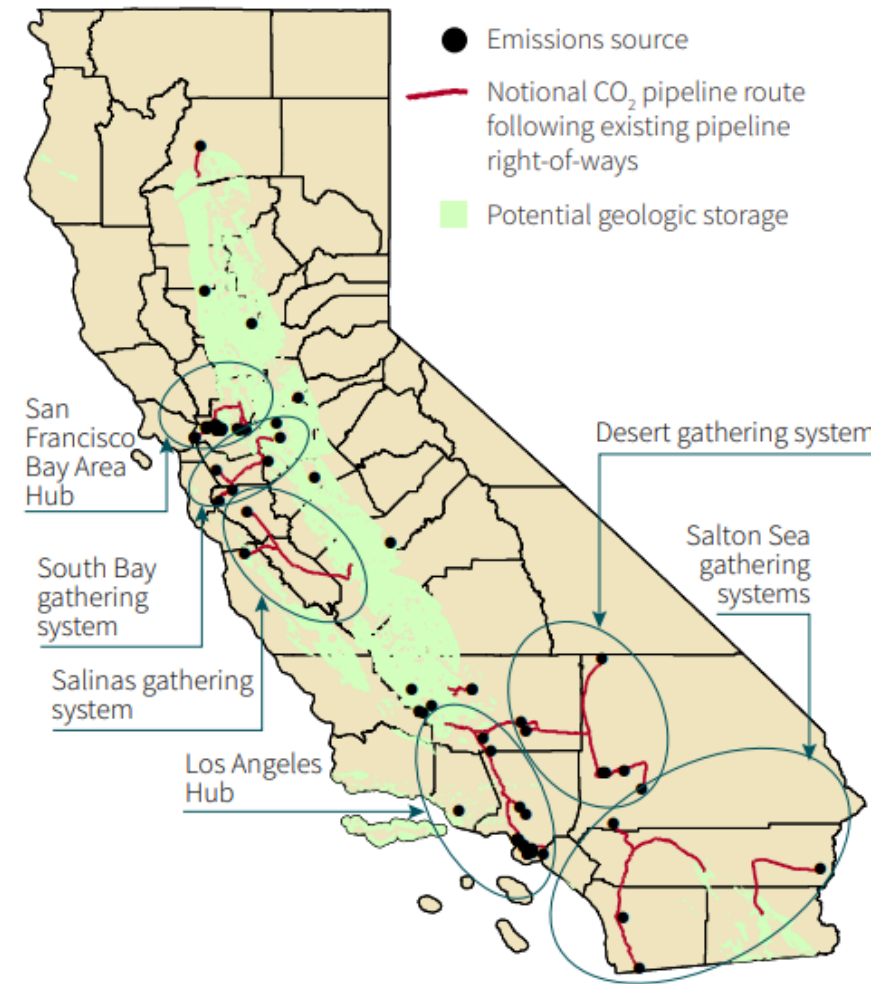 Emissions source
Notional CO₂ pipeline route
following existing pipeline
right-of-ways
Potential geologic storage
San
Francisco
Bay Area
Hub
Desert gathering system
South Bay
gathering
system
Salton Sea
gathering
systems
Salinas gathering
system
Los Angeles
Hub